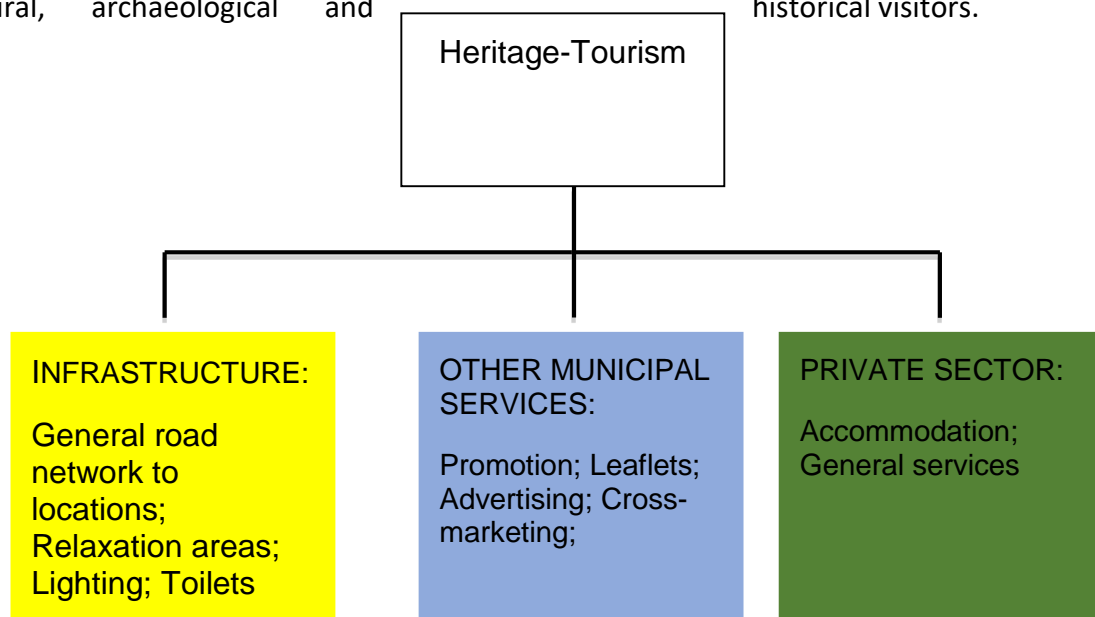 archaeological and
historical visitors.
Heritage-Tourism
INFRASTRUCTURE:
General road
network to
locations;
Relaxation areas;
Lighting; Toilets
OTHER MUNICIPAL
SERVICES:
Promotion; Leaflets;
Advertising; Cross-
marketing;
PRIVATE SECTOR:
Accommodation;
General services